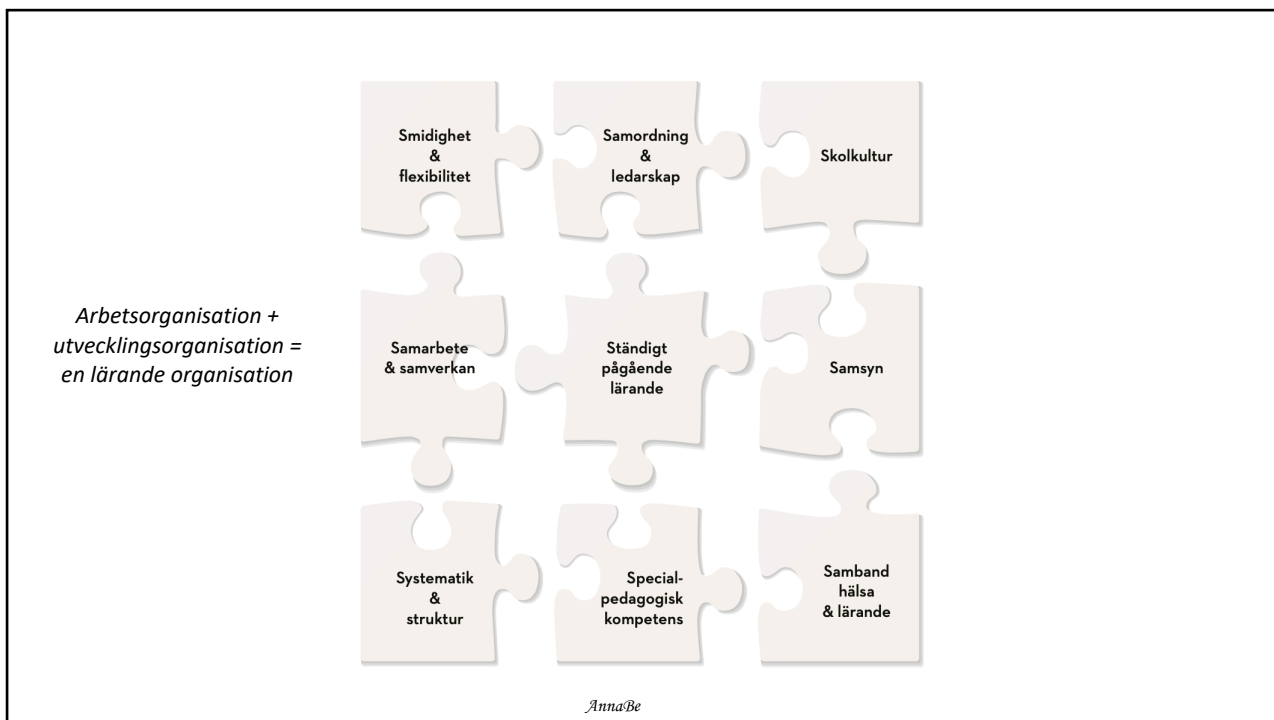 Smidighet
&
flexibilitet
Samordning
&
ledarskap
Skolkultur
Arbetsorganisation +
utvecklingsorganisation =
en lärande organisation
Samarbete
& samverkan
Ständigt
pågående
lärande
Samsyn
Systematik
&
struktur
Special-
pedagogisk
kompetens
Samband
hälsa
& lärande
AnnaBe